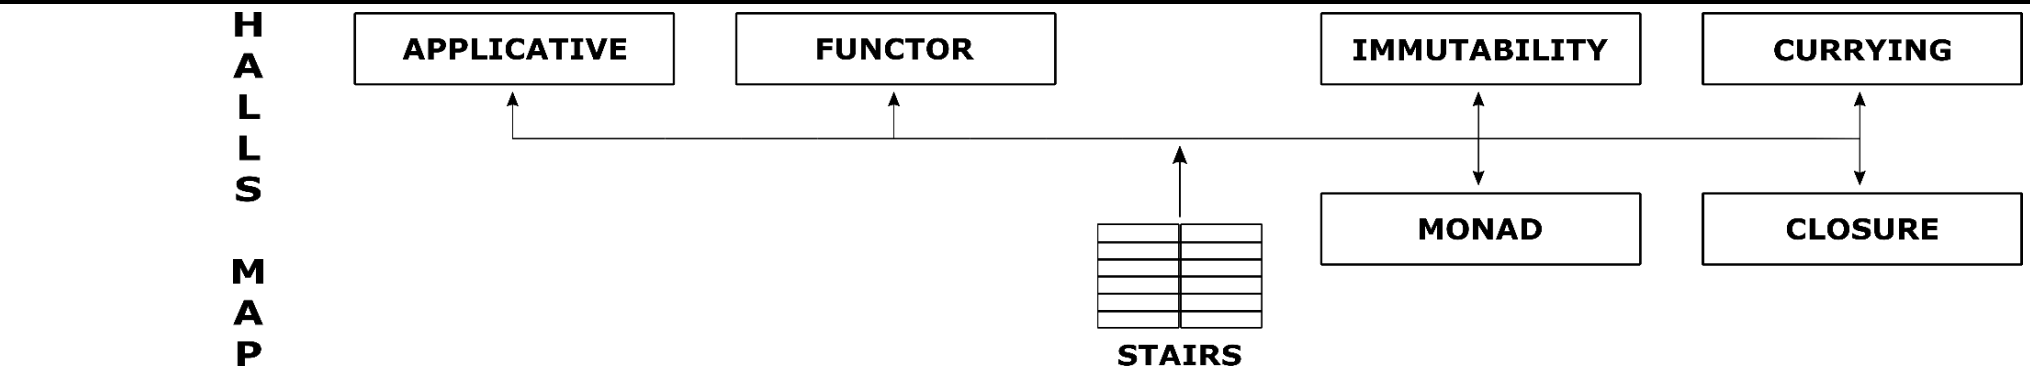 HALLS MAP
APPLICATIVE
FUNCTOR
IMMUTABILITY
CURRYING
MONAD
CLOSURE
STAIRS